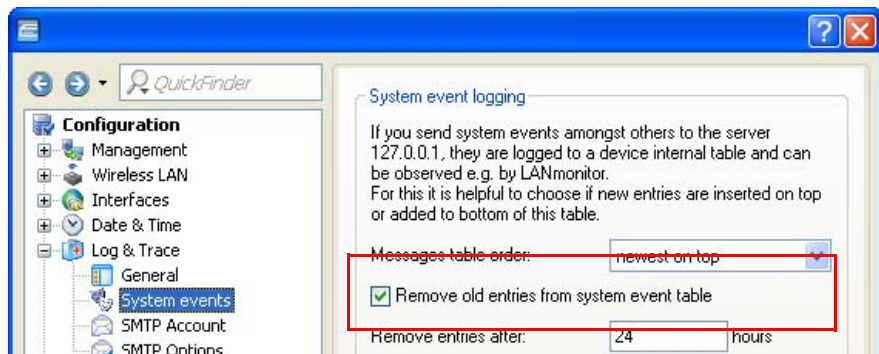 QuickFinder
Configuration
Management
Wireless LAN
Interfaces
Date & Time
Log & Trace
General
System events
SMTP Account
SMTP Options
System event logging
If you send system events amongst others to the server
127.0.0.1, they are logged to a device internal table and can
be observed e.g. by LANmonitor.
For this it is helpful to choose if new entries are inserted on top
or added to bottom of this table.
Messages table order: newest on top
Remove old entries from system event table
Remove entries after: 24 hours